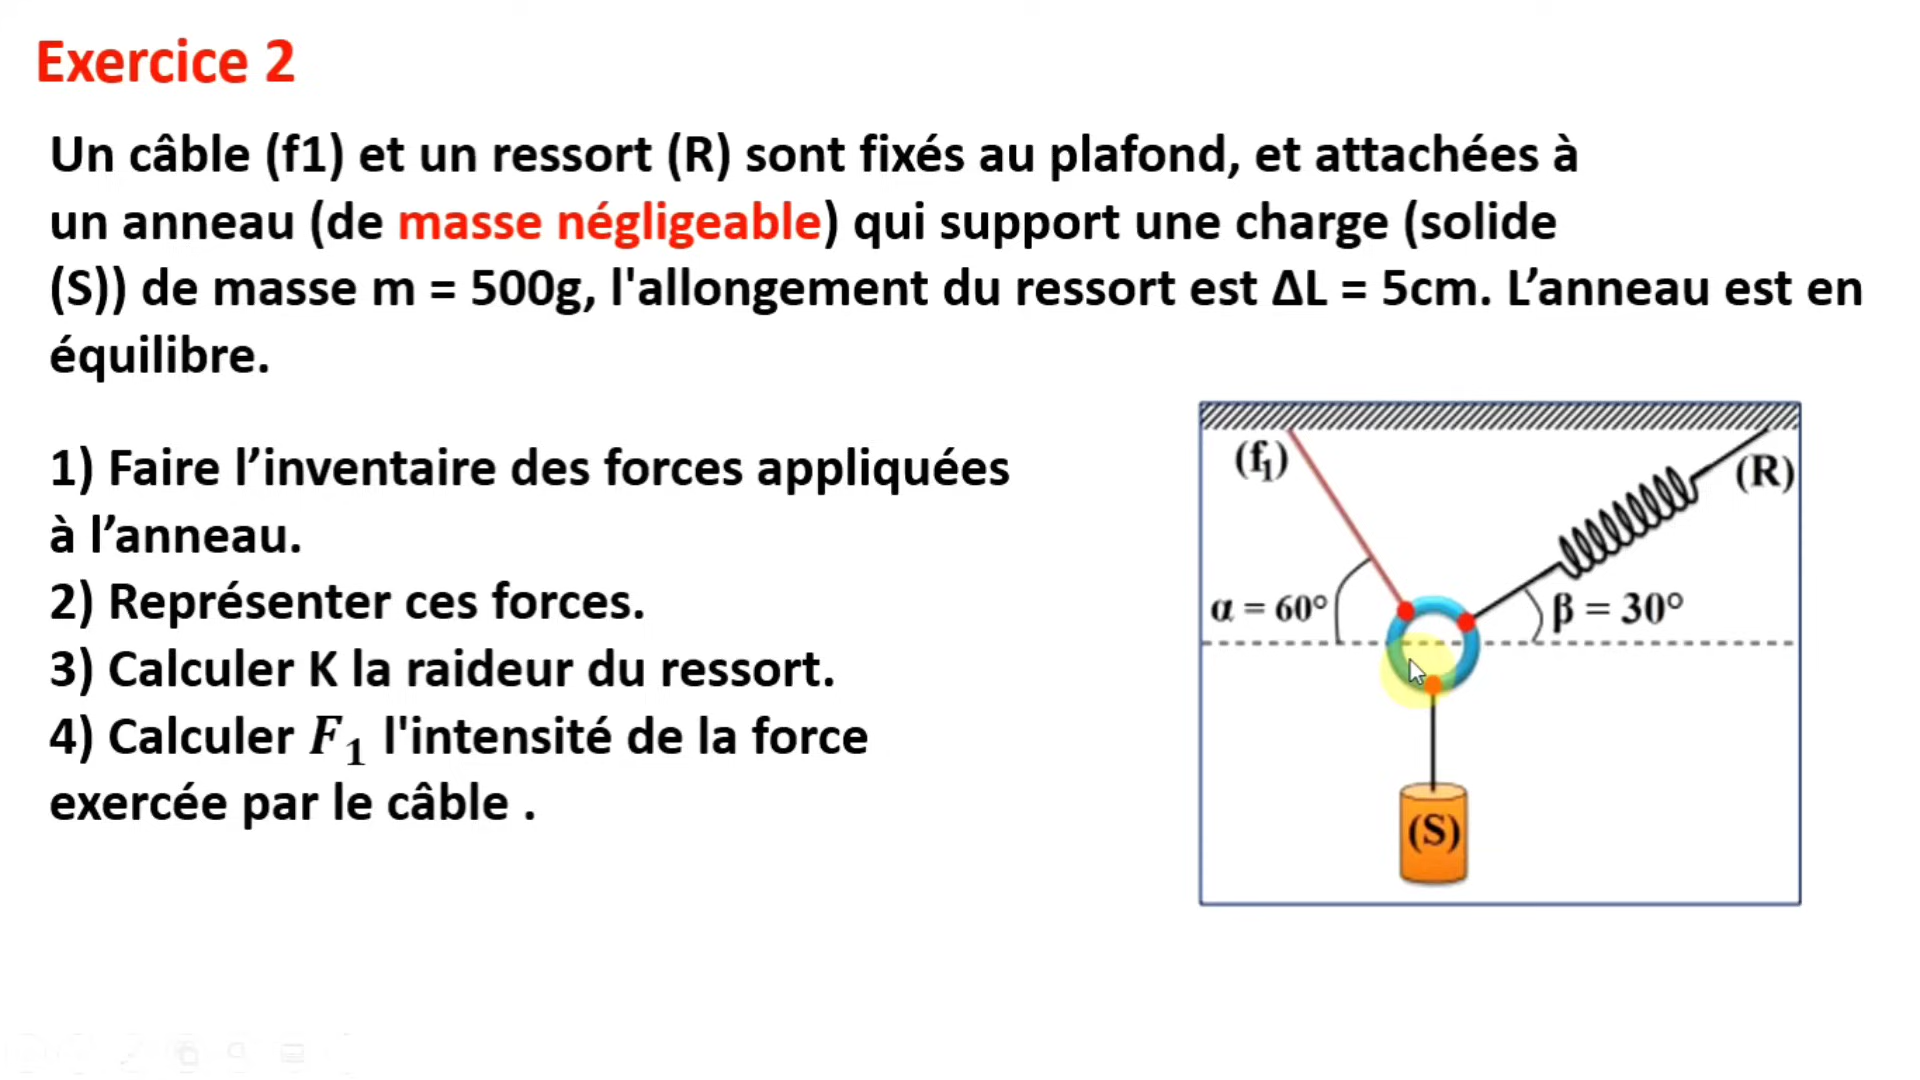 Exercice 2
Un câble (f1) et un ressort (R) sont fixés au plafond, et attachées à
un anneau (de masse négligeable) qui support une charge (solide
(S)) de masse m = 500g, l'allongement du ressort est ΔL = 5cm. L’anneau est en
équilibre.
1) Faire l’inventaire des forces appliquées
à l’anneau.
2) Représenter ces forces.
3) Calculer K la raideur du ressort.
4) Calculer F₁ l'intensité de la force
exercée par le câble .
(f₁)
(R)
α = 60°
β = 30°
(S)